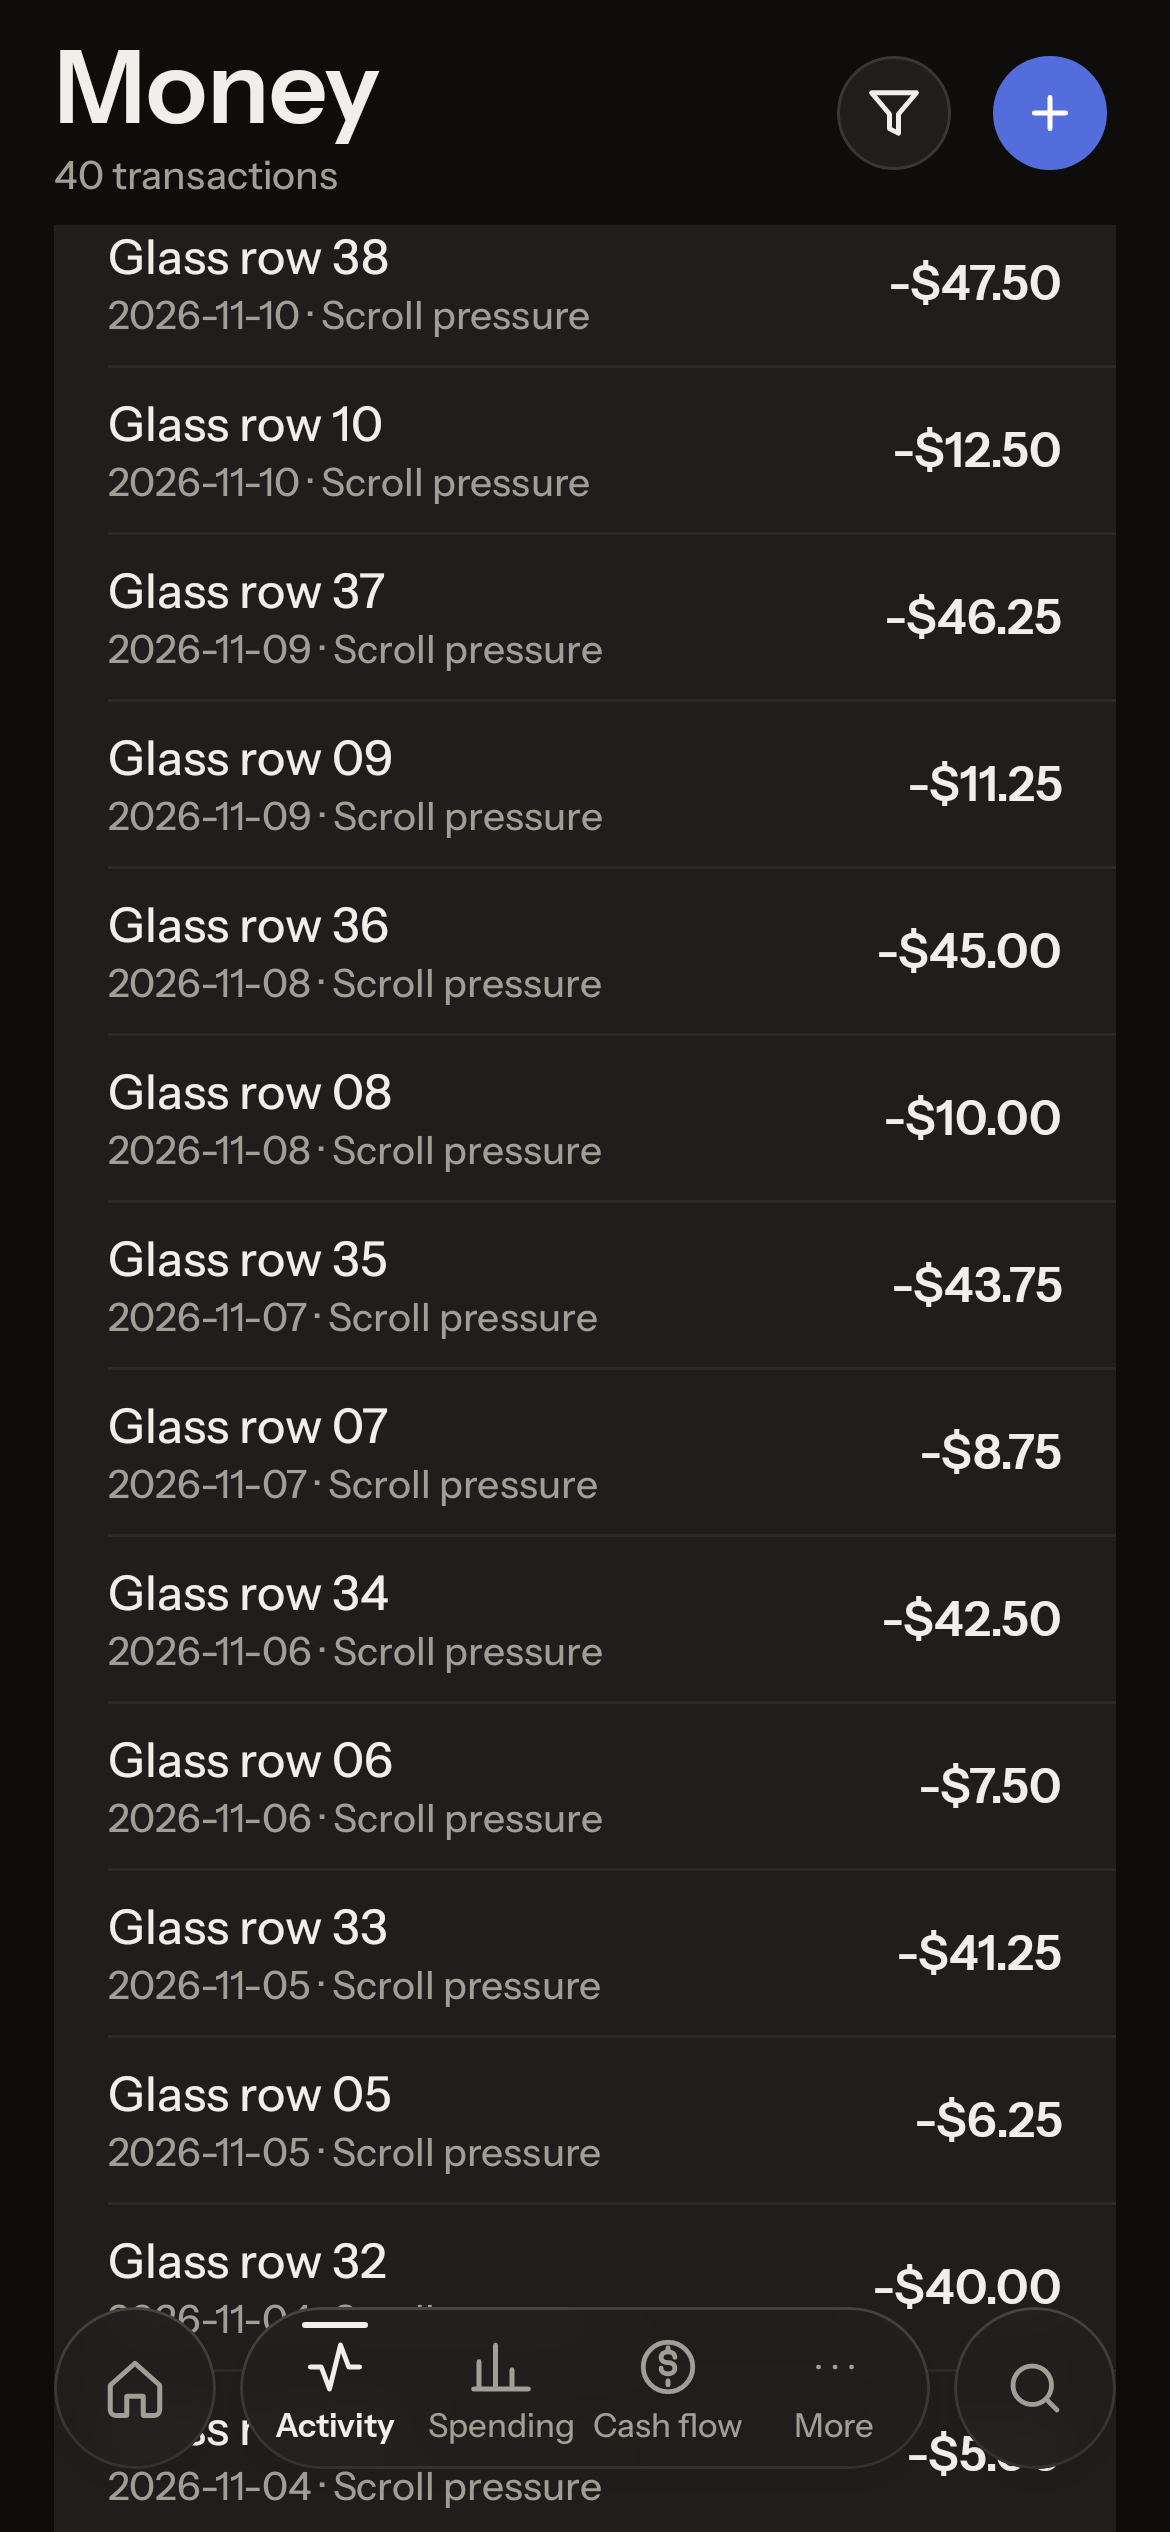 Money
40 transactions
Glass row 38
-$47.50
2026-11-10 · Scroll pressure
Glass row 10
-$12.50
2026-11-10 · Scroll pressure
Glass row 37
-$46.25
2026-11-09 · Scroll pressure
Glass row 09
-$11.25
2026-11-09 · Scroll pressure
Glass row 36
-$45.00
2026-11-08 · Scroll pressure
Glass row 08
-$10.00
2026-11-08 · Scroll pressure
Glass row 35
-$43.75
2026-11-07 · Scroll pressure
Glass row 07
-$8.75
2026-11-07 · Scroll pressure
Glass row 34
-$42.50
2026-11-06 · Scroll pressure
Glass row 06
-$7.50
2026-11-06 · Scroll pressure
Glass row 33
-$41.25
2026-11-05 · Scroll pressure
Glass row 05
-$6.25
2026-11-05 · Scroll pressure
Glass row 32
-$40.00
Activity
Spending
Cash flow
More
2026-11-04 · Scroll pressure